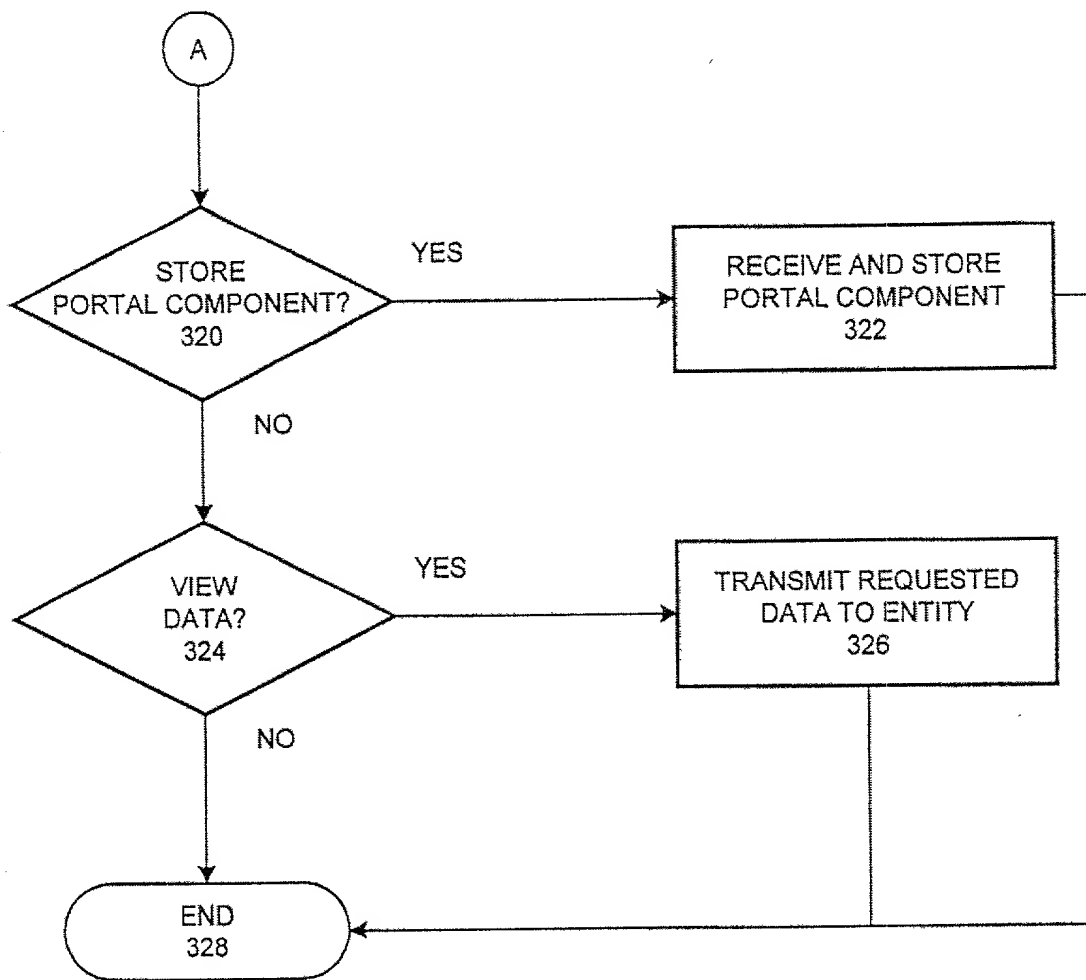 A
STORE
PORTAL COMPONENT?
320
YES
RECEIVE AND STORE
PORTAL COMPONENT
322
NO
VIEW
DATA?
324
YES
TRANSMIT REQUESTED
DATA TO ENTITY
326
NO
END
328